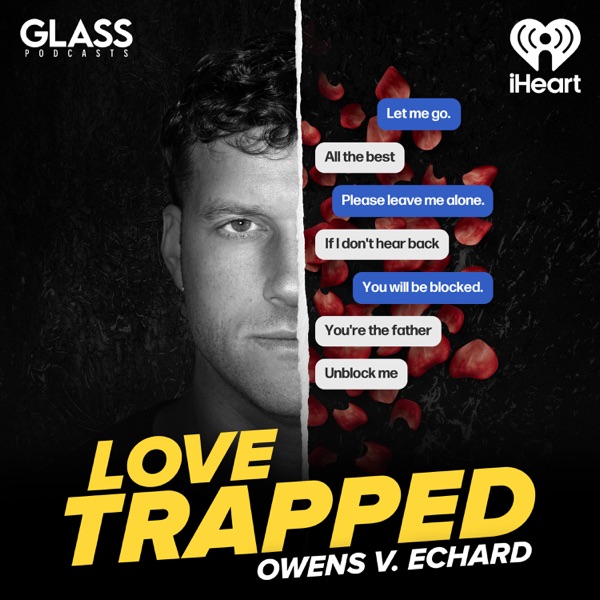 GLASS
PODCASTS
iHeart
Let me go.
All the best
Please leave me alone.
If I don't hear back
You will be blocked.
You're the father
Unblock me
LOVE
TRAPPED
OWENS V. ECHARD